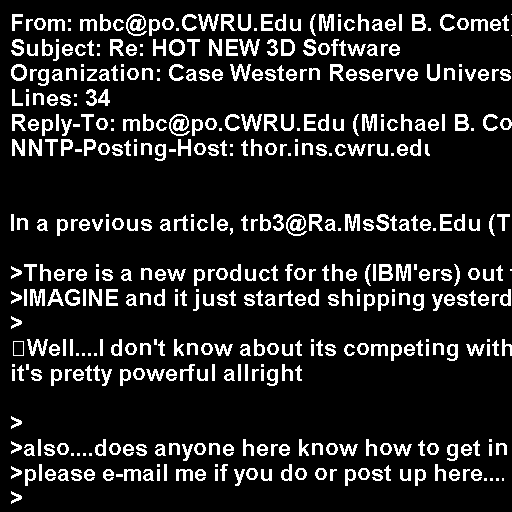 From: mbc@po.CWRU.Edu (Michael B. Comet)
Subject: Re: HOT NEW 3D Software
Organization: Case Western Reserve Univers
Lines: 34
Reply-To: mbc@po.CWRU.Edu (Michael B. Co
NNTP-Posting-Host: thor.ins.cwru.edu
In a previous article, trb3@Ra.MsState.Edu (T
>There is a new product for the (IBM'ers) out
>IMAGINE and it just started shipping yesterd
>
Well....I don't know about its competing with
it's pretty powerful allright
>
>also....does anyone here know how to get in
>please e-mail me if you do or post up here....
>